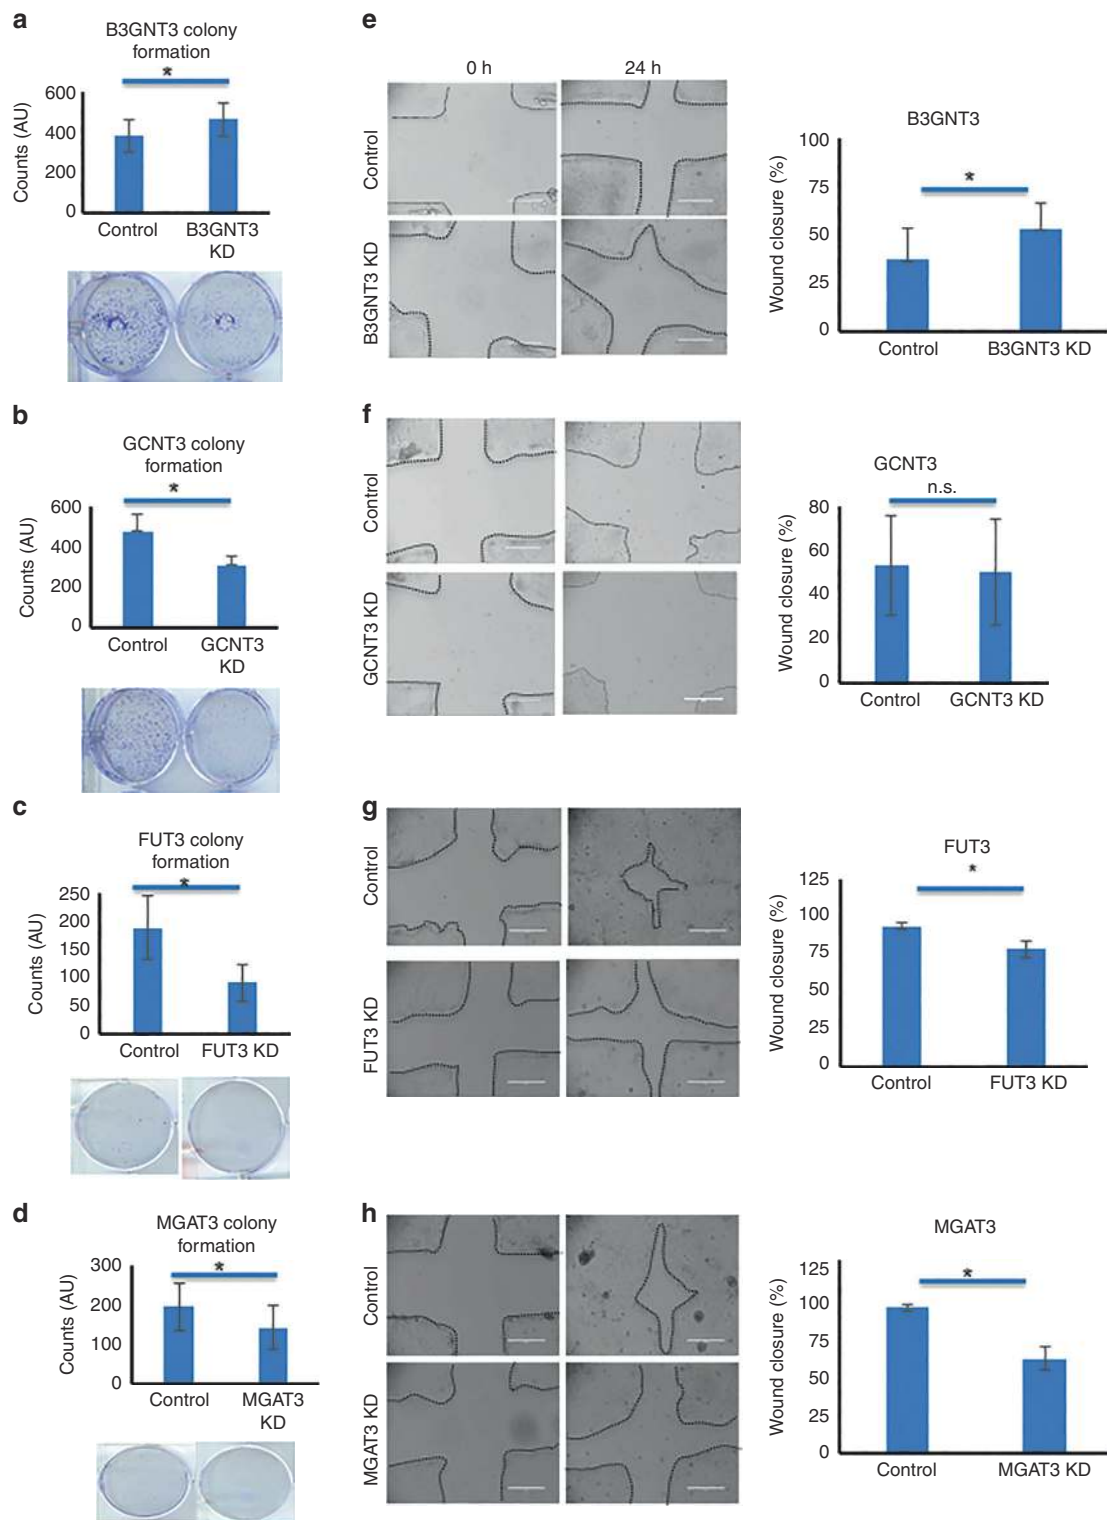 a
B3GNT3 colony
formation
*
Counts (AU)
600
400
200
0
Control
B3GNT3
KD
e
0 h
24 h
Control
B3GNT3 KD
B3GNT3
*
Wound closure (%)
100
75
50
25
0
Control
B3GNT3 KD
b
GCNT3 colony
formation
*
Counts (AU)
600
400
200
0
Control
GCNT3
KD
f
Control
GCNT3 KD
GCNT3
n.s.
Wound closure (%)
80
60
40
20
0
Control
GCNT3 KD
c
FUT3 colony
formation
*
Counts (AU)
250
200
150
100
50
0
Control
FUT3 KD
g
Control
FUT3 KD
FUT3
*
Wound closure (%)
125
100
75
50
25
0
Control
FUT3 KD
d
MGAT3 colony
formation
*
Counts (AU)
300
200
100
0
Control
MGAT3
KD
h
Control
MGAT3 KD
MGAT3
*
Wound closure (%)
125
100
75
50
25
0
Control
MGAT3 KD